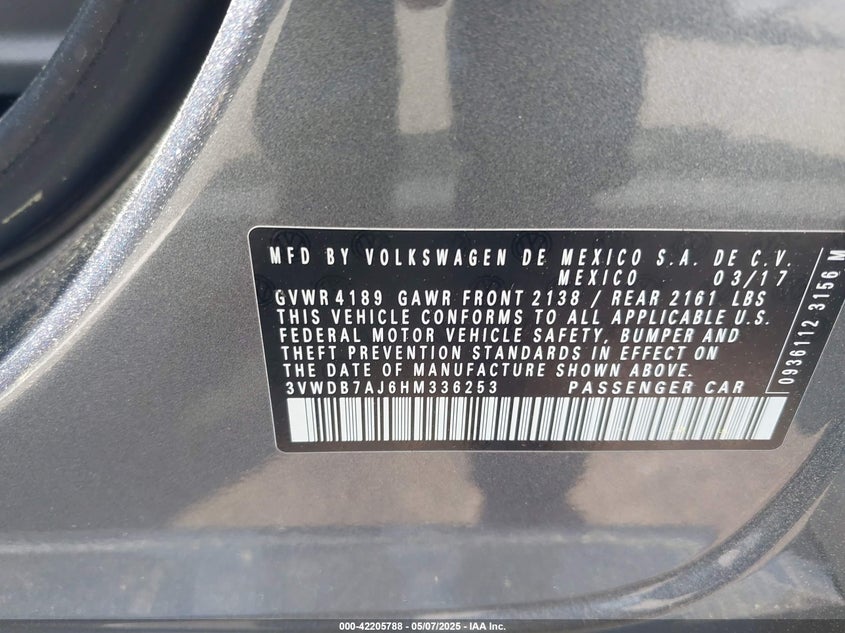 MFD BY VOLKSWAGEN DE MEXICO S.A. DE C.V.
MEXICO 03/17
GVWR 4189 GAWR FRONT 2138 / REAR 2161 LBS
THIS VEHICLE CONFORMS TO ALL APPLICABLE U.S.
FEDERAL MOTOR VEHICLE SAFETY, BUMPER AND
THEFT PREVENTION STANDARDS IN EFFECT ON
THE DATE OF MANUFACTURE SHOWN ABOVE.
3VWDB7AJ6HM336253 PASSENGER CAR
0936112 3156 M
000-42205788 - 05/07/2025 - IAA Inc.